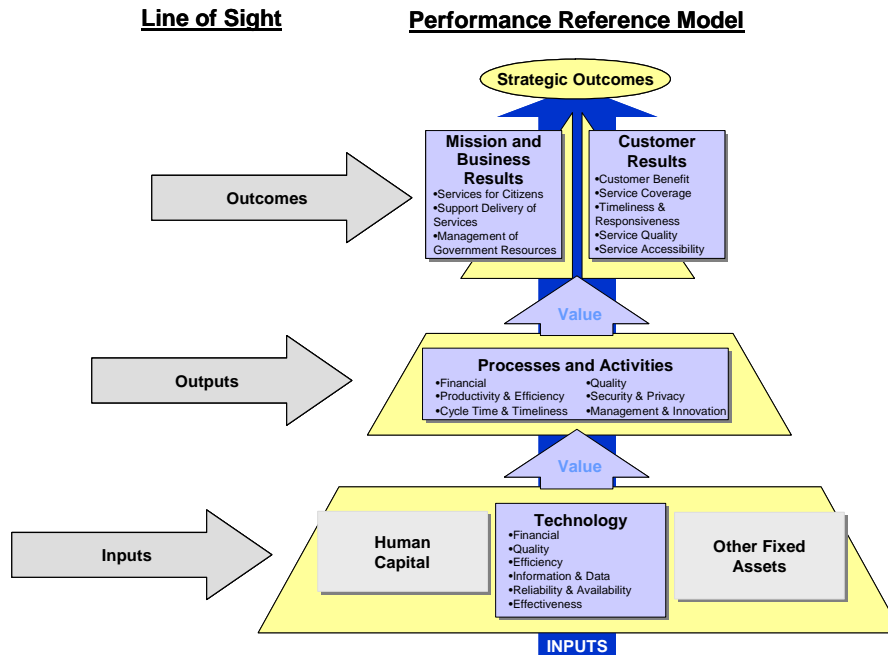 Line of Sight
Performance Reference Model
Strategic Outcomes
Outcomes
Mission and
Business
Results
•Services for Citizens
•Support Delivery of
Services
•Management of
Government Resources
Customer
Results
•Customer Benefit
•Service Coverage
•Timeliness &
Responsiveness
•Service Quality
•Service Accessibility
Value
Outputs
Processes and Activities
•Financial
•Productivity & Efficiency
•Cycle Time & Timeliness
•Quality
•Security & Privacy
•Management & Innovation
Value
Inputs
Human
Capital
Technology
•Financial
•Quality
•Efficiency
•Information & Data
•Reliability & Availability
•Effectiveness
Other Fixed
Assets
INPUTS